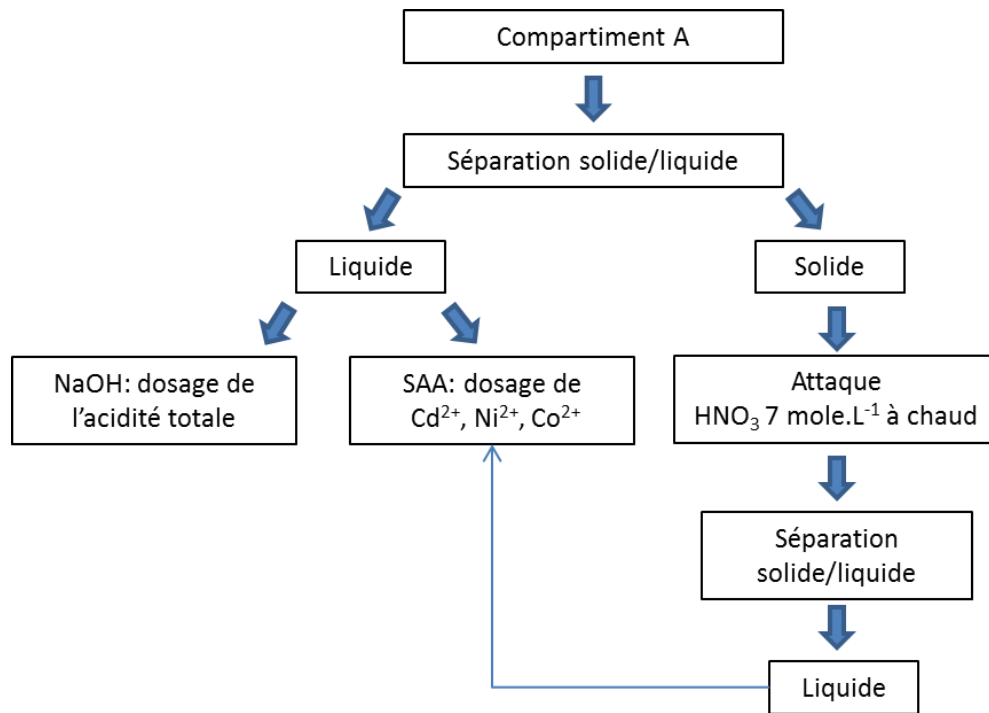 Compartiment A
Séparation solide/liquide
Liquide
Solide
NaOH: dosage de
l’acidité totale
SAA: dosage de
Cd²⁺, Ni²⁺, Co²⁺
Attaque
HNO₃ 7 mole.L⁻¹ à chaud
Séparation
solide/liquide
Liquide